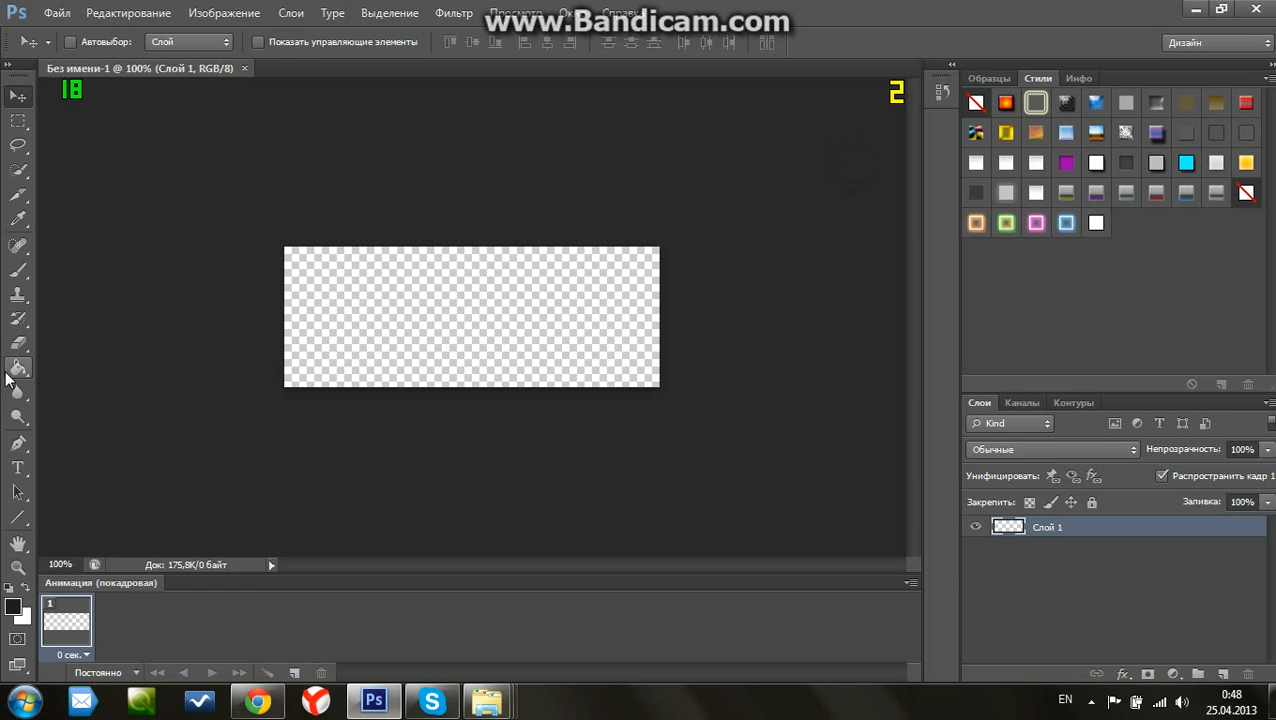 www.Bandicam.com
Ps Файл Редактирование Изображение Слои Type Выделение Фильтр Просмотр
Автовыбор: Слой Показать управляющие элементы Дизайн
Без имени-1 @ 100% (Слой 1, RGB/8) ×
18
2
Образцы Стили Инфо
Слои Каналы Контуры
Kind
Обычные Непрозрачность: 100%
Унифицировать: Распространить кадр 1
Закрепить: Заливка: 100%
Слой 1
100% Док: 175,8K/0 байт
Анимация (покадровая)
1
0 сек.
Постоянно
Ps
EN
0:48
25.04.2013